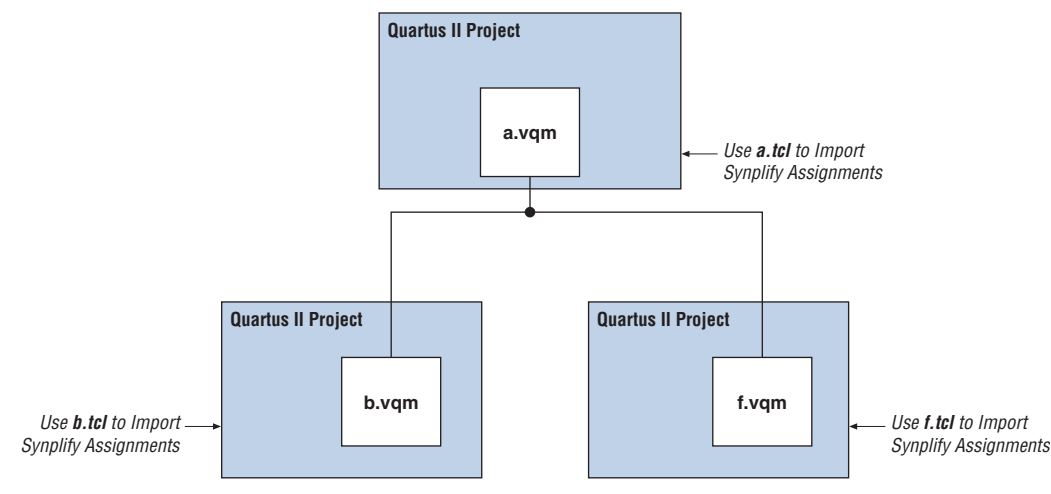 Quartus II Project
a.vqm
Use a.tcl to Import
Synplify Assignments
Quartus II Project
b.vqm
Use b.tcl to Import
Synplify Assignments
Quartus II Project
f.vqm
Use f.tcl to Import
Synplify Assignments